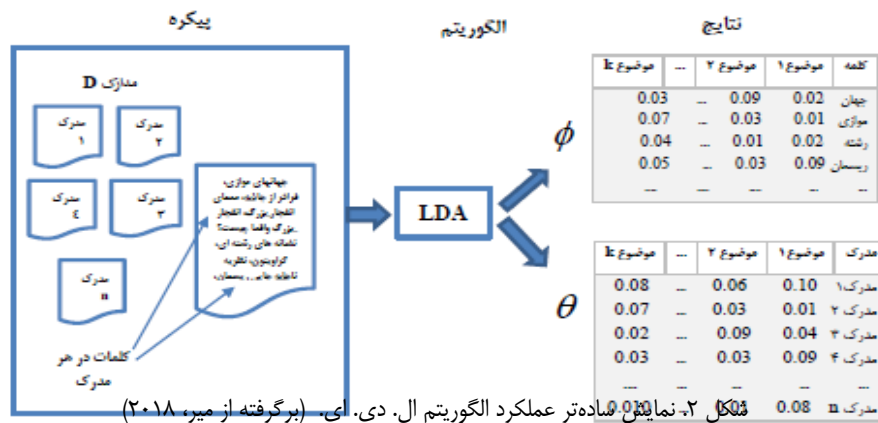 پیکره
الگوریتم
نتایج
مدارک D
مدرک
۱
مدرک
۲
مدرک
۳
مدرک
٤
مدرک
n
جهانهای موازی،
فراتر از جاذبه، معمای
انفجار بزرگ، انفجار
بزرگ واقعا چیست؟
نشانه های رشته ای،
گراویتون، نظریه
ریسمان،
کلمات در هر
مدرک
LDA
ϕ
کلمه موضوع۱ موضوع ۲ ... موضوع k
جهان 0.02 0.09 ... 0.03
موازی 0.01 0.03 ... 0.07
رشته 0.02 0.01 ... 0.04
ریسمان 0.09 0.03 ... 0.05
... ... ... ...
θ
مدرک موضوع۱ موضوع ۲ ... موضوع k
مدرک۱ 0.10 0.06 ... 0.08
مدرک ۲ 0.01 0.03 ... 0.07
مدرک ۳ 0.04 0.09 ... 0.02
مدرک ۴ 0.09 0.03 ... 0.03
... ... ... ... ...
مدرک n 0.08
شکل ۲. نمایش ساده‌تر عملکرد الگوریتم ال. دی. ای. (برگرفته از میر، ۲۰۱۸)